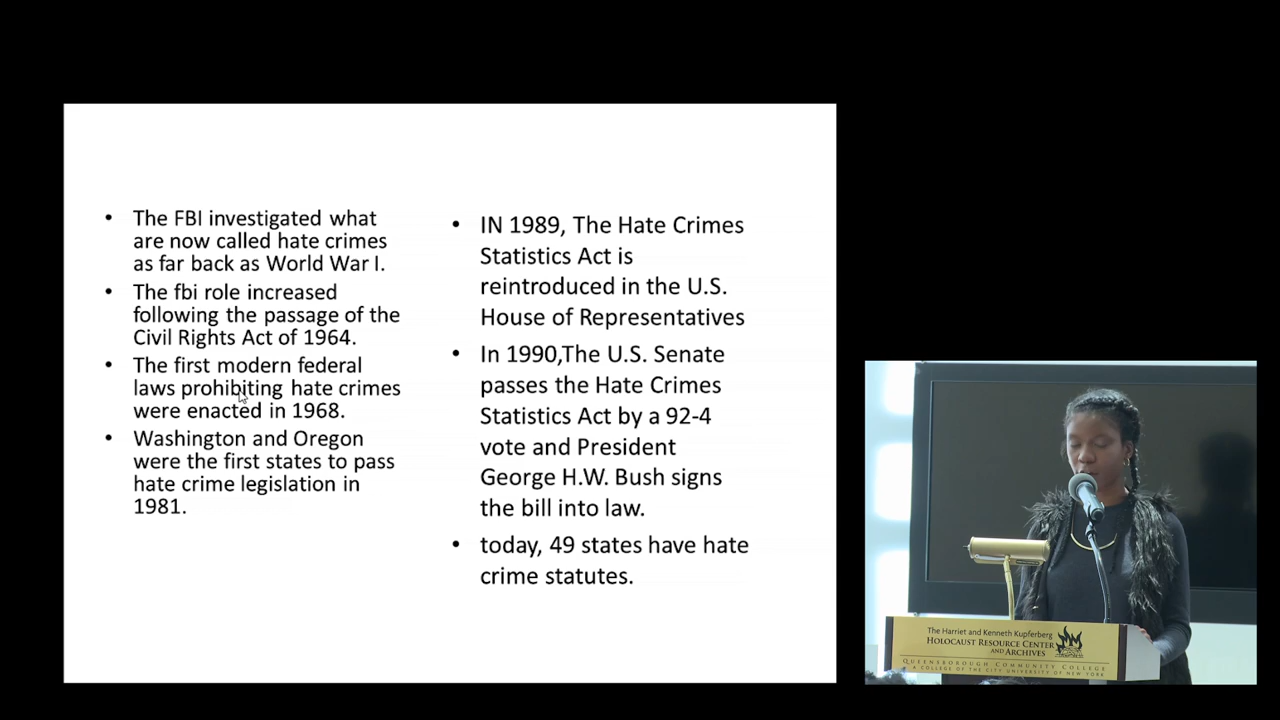 • The FBI investigated what
are now called hate crimes
as far back as World War I.
• The fbi role increased
following the passage of the
Civil Rights Act of 1964.
• The first modern federal
laws prohibiting hate crimes
were enacted in 1968.
• Washington and Oregon
were the first states to pass
hate crime legislation in
1981.
• IN 1989, The Hate Crimes
Statistics Act is
reintroduced in the U.S.
House of Representatives
• In 1990,The U.S. Senate
passes the Hate Crimes
Statistics Act by a 92-4
vote and President
George H.W. Bush signs
the bill into law.
• today, 49 states have hate
crime statutes.
The Harriet and Kenneth Kupferberg
HOLOCAUST RESOURCE CENTER
AND ARCHIVES
QUEENSBOROUGH COMMUNITY COLLEGE
A COLLEGE OF THE CITY UNIVERSITY OF NEW YORK